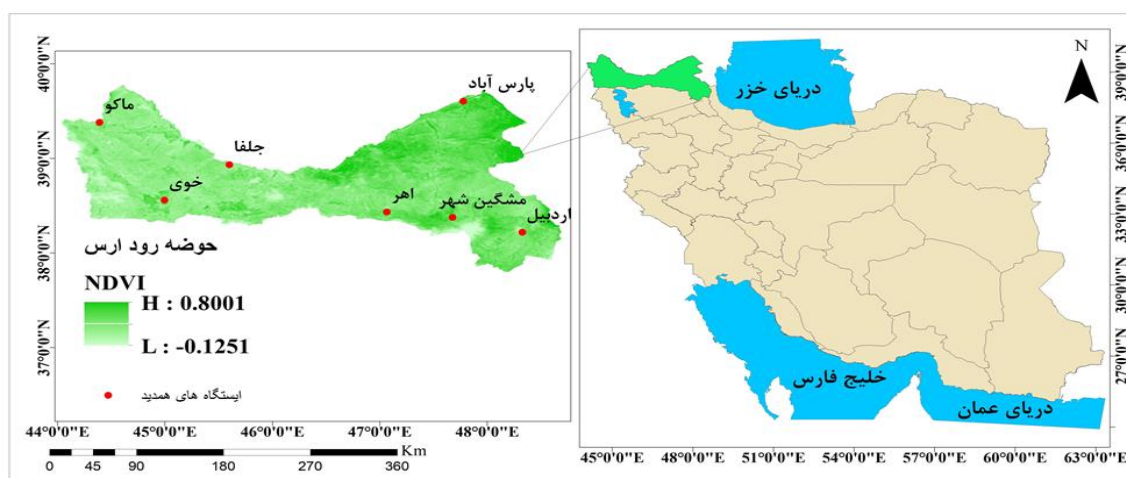 40°0'0"N
39°0'0"N
38°0'0"N
37°0'0"N
پارس آباد
ماکو
جلفا
خوی
اهر
مشگین شهر
اردبیل
حوضه رود ارس
NDVI
H : 0.8001
L : -0.1251
ایستگاه های همدید
44°0'0"E 45°0'0"E 46°0'0"E 47°0'0"E 48°0'0"E
Km
0 45 90 180 270 360
دریای خزر
N
خلیج فارس
دریای عمان
39°0'0"N
36°0'0"N
33°0'0"N
30°0'0"N
27°0'0"N
45°0'0"E 48°0'0"E 51°0'0"E 54°0'0"E 57°0'0"E 60°0'0"E 63°0'0"E